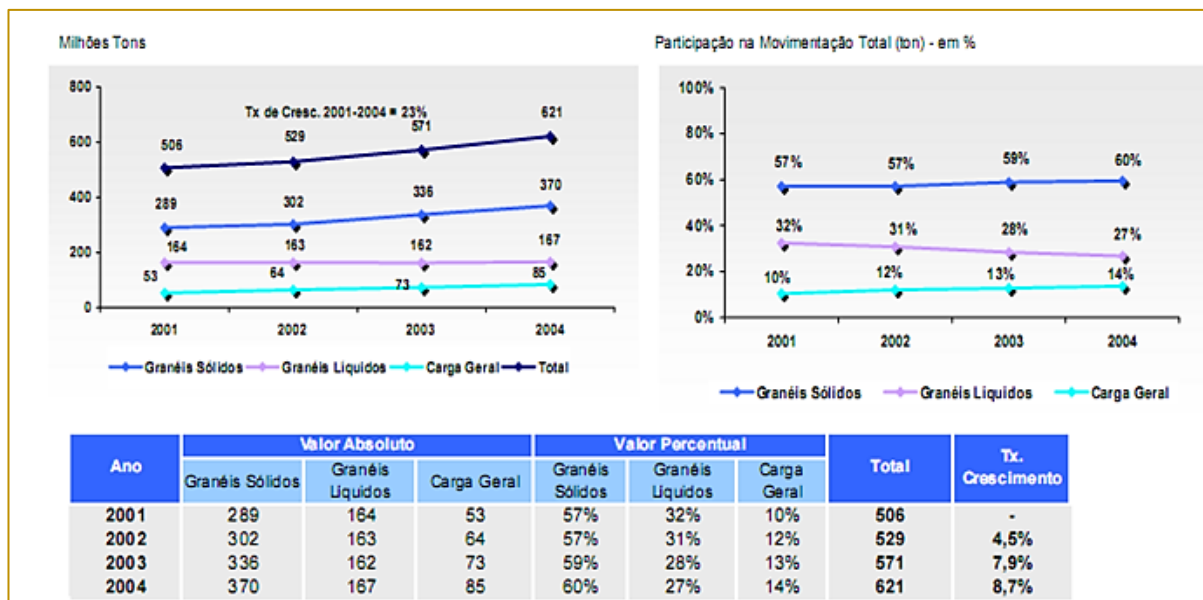 Milhões Tons
800
600
400
200
0
Tx de Cresc. 2001-2004 = 23%
506 529 571 621
289 302 336 370
164 163 162 167
53 64 73 85
2001 2002 2003 2004
Granéis Sólidos Granéis Liquidos Carga Geral Total
Participação na Movimentação Total (ton) - em %
100%
80%
60%
40%
20%
0%
57% 57% 59% 60%
32% 31% 28% 27%
10% 12% 13% 14%
2001 2002 2003 2004
Granéis Sólidos Granéis Liquidos Carga Geral
Ano Valor Absoluto Valor Percentual Total Tx. Crescimento
Granéis Sólidos Granéis Liquidos Carga Geral Granéis Sólidos Granéis Liquidos Carga Geral
2001 289 164 53 57% 32% 10% 506 -
2002 302 163 64 57% 31% 12% 529 4,5%
2003 336 162 73 59% 28% 13% 571 7,9%
2004 370 167 85 60% 27% 14% 621 8,7%